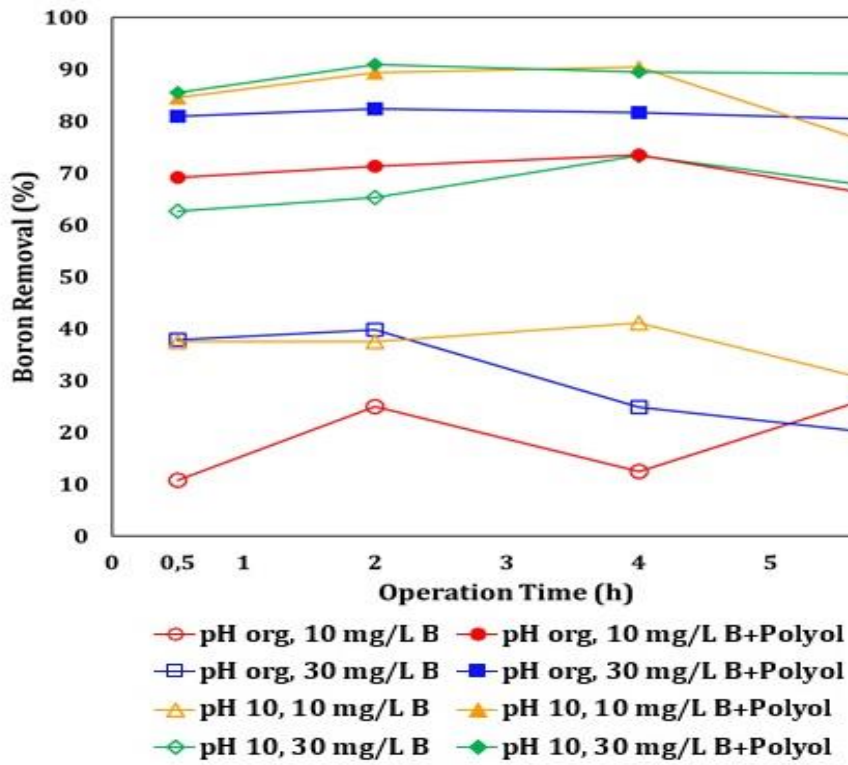 100
90
80
70
60
50
40
30
20
10
0
Boron Removal (%)
0 0,5 1 2 3 4 5
Operation Time (h)
pH org, 10 mg/L B pH org, 10 mg/L B+Polyol
pH org, 30 mg/L B pH org, 30 mg/L B+Polyol
pH 10, 10 mg/L B pH 10, 10 mg/L B+Polyol
pH 10, 30 mg/L B pH 10, 30 mg/L B+Polyol